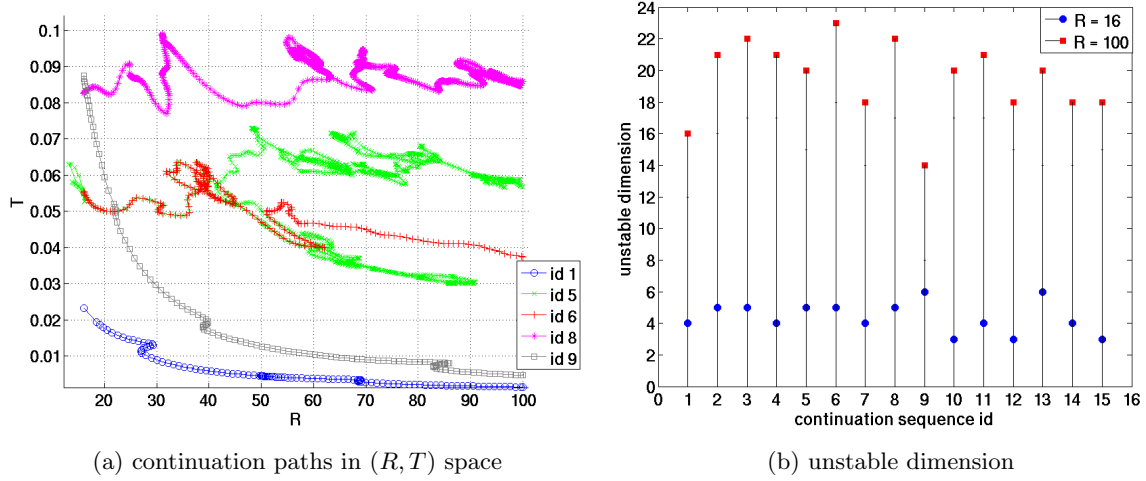 0.1
0.09
0.08
0.07
0.06
0.05
0.04
0.03
0.02
0.01
T
20 30 40 50 60 70 80 90 100
R
id 1
id 5
id 6
id 8
id 9
(a) continuation paths in (R, T) space
24
22
20
18
16
14
12
10
8
6
4
2
0
unstable dimension
0 1 2 3 4 5 6 7 8 9 10 11 12 13 14 15 16
continuation sequence id
R = 16
R = 100
(b) unstable dimension